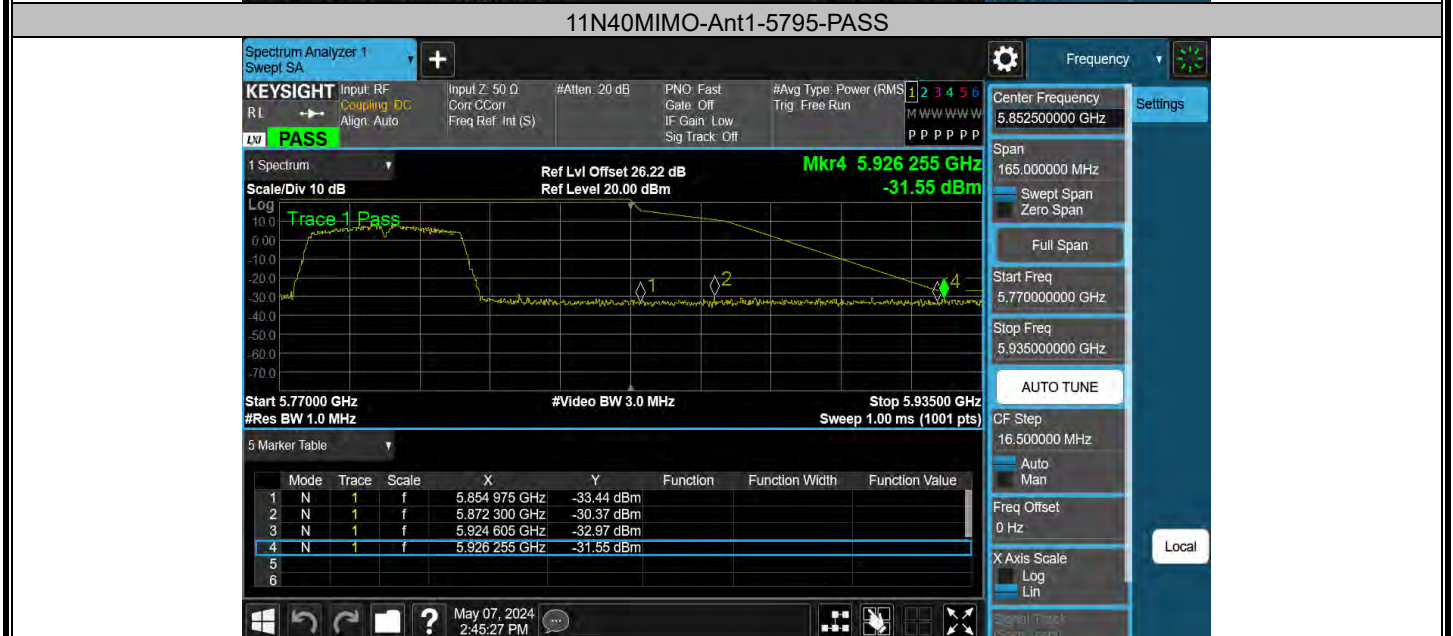 11N40MIMO-Ant1-5795-PASS
Spectrum Analyzer 1
Swept SA
+
Frequency
KEYSIGHT
RL
LXI PASS
Input: RF
Coupling: DC
Align: Auto
Input Z: 50 Ω
Corr CCorr
Freq Ref: Int (S)
#Atten: 20 dB
PNO: Fast
Gate: Off
IF Gain: Low
Sig Track: Off
#Avg Type: Power (RMS
Trig: Free Run
1 2 3 4 5 6
M W W W W W
P P P P P P
1 Spectrum
Scale/Div 10 dB
Ref Lvl Offset 26.22 dB
Ref Level 20.00 dBm
Mkr4 5.926 255 GHz
-31.55 dBm
Log
Trace 1 Pass
10.0
0.00
-10.0
-20.0
-30.0
-40.0
-50.0
-60.0
-70.0
1
2
4
Start 5.77000 GHz
#Video BW 3.0 MHz
Stop 5.93500 GHz
#Res BW 1.0 MHz
Sweep 1.00 ms (1001 pts)
5 Marker Table
Mode Trace Scale X Y Function Function Width Function Value
1 N 1 f 5.854 975 GHz -33.44 dBm
2 N 1 f 5.872 300 GHz -30.37 dBm
3 N 1 f 5.924 605 GHz -32.97 dBm
4 N 1 f 5.926 255 GHz -31.55 dBm
5
6
?
May 07, 2024
2:45:27 PM
Center Frequency
5.852500000 GHz
Settings
Span
165.000000 MHz
Swept Span
Zero Span
Full Span
Start Freq
5.770000000 GHz
Stop Freq
5.935000000 GHz
AUTO TUNE
CF Step
16.500000 MHz
Auto
Man
Freq Offset
0 Hz
X Axis Scale
Log
Lin
Local
Signal Track